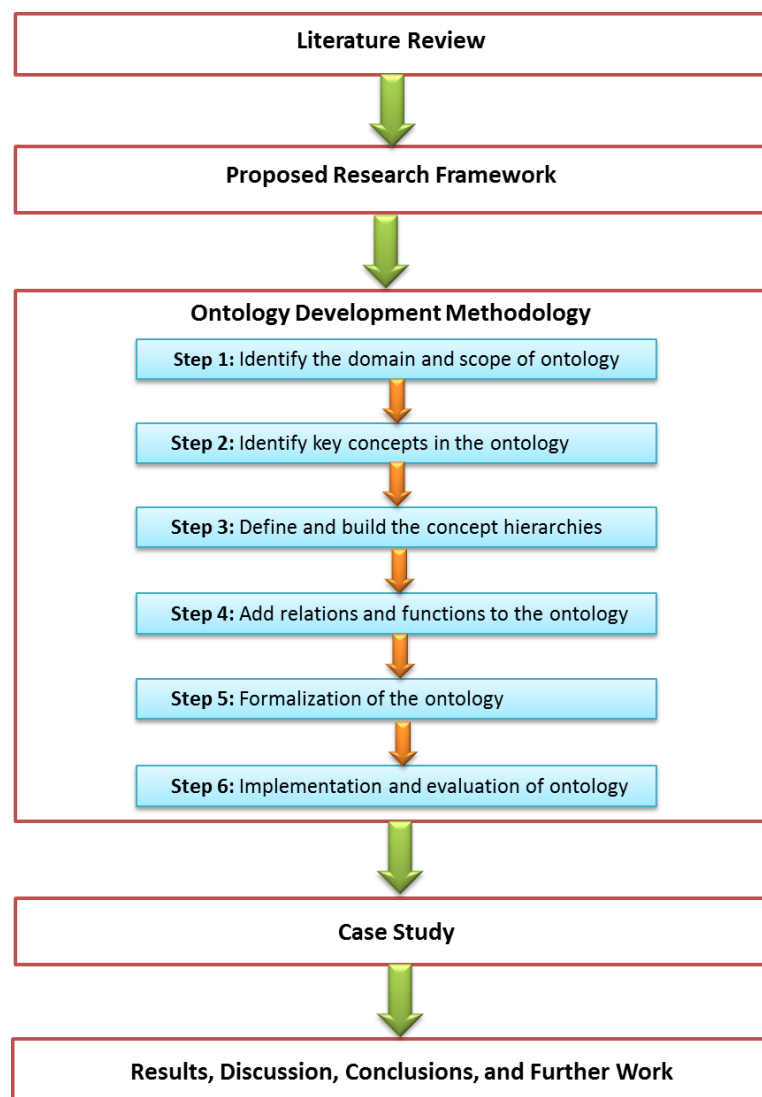 Literature Review
Proposed Research Framework
Ontology Development Methodology
Step 1: Identify the domain and scope of ontology
Step 2: Identify key concepts in the ontology
Step 3: Define and build the concept hierarchies
Step 4: Add relations and functions to the ontology
Step 5: Formalization of the ontology
Step 6: Implementation and evaluation of ontology
Case Study
Results, Discussion, Conclusions, and Further Work